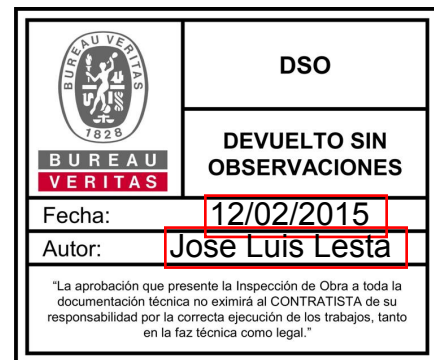 BUREAU VERITAS
1828
BUREAU
VERITAS
DSO
DEVUELTO SIN
OBSERVACIONES
Fecha: 12/02/2015
Autor: Jose Luis Lesta
“La aprobación que presente la Inspección de Obra a toda la
documentación técnica no eximirá al CONTRATISTA de su
responsabilidad por la correcta ejecución de los trabajos, tanto
en la faz técnica como legal.”